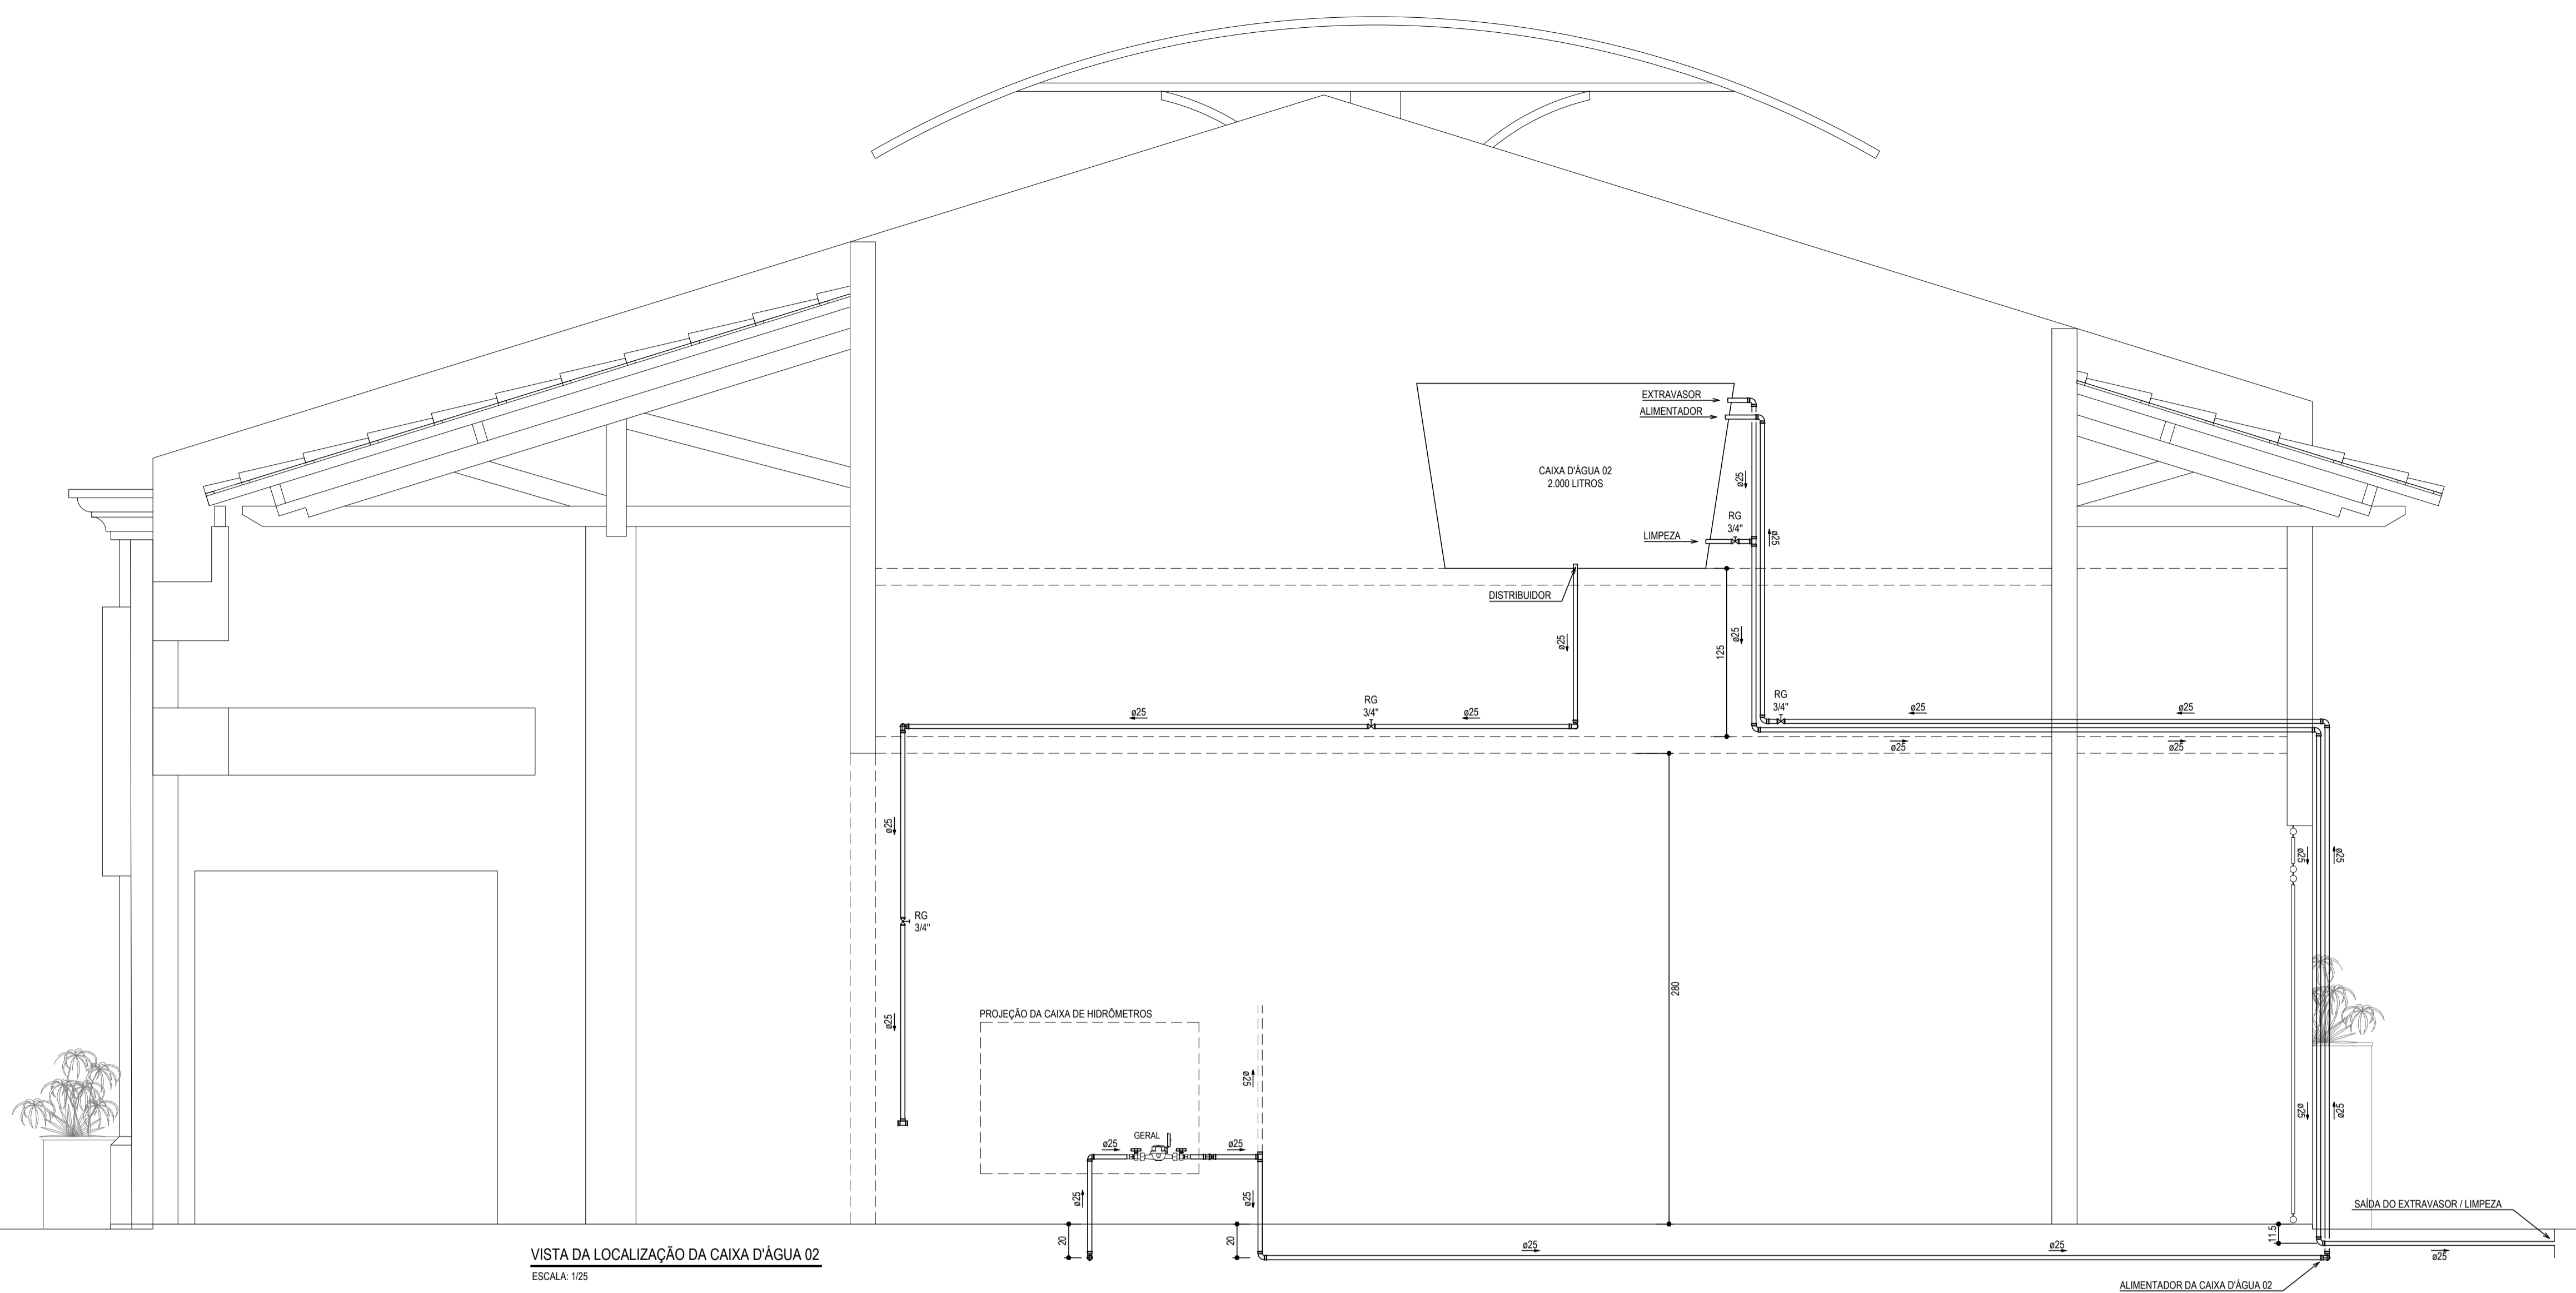 EXTRAVASOR
ALIMENTADOR
CAIXA D'ÁGUA 02
2.000 LITROS
ø25
RG
3/4"
LIMPEZA
ø25
DISTRIBUIDOR
ø25
ø25
125
ø25
RG
3/4"
ø25
RG
3/4"
ø25
ø25
ø25
ø25
ø25
ø25
ø25
RG
3/4"
280
ø25
PROJEÇÃO DA CAIXA DE HIDRÔMETROS
ø25
ø25
ø25
GERAL
ø25
ø25
ø25
ø25
SAÍDA DO EXTRAVASOR / LIMPEZA
20
20
11.5
ø25
ø25
ø25
VISTA DA LOCALIZAÇÃO DA CAIXA D'ÁGUA 02
ESCALA: 1/25
ALIMENTADOR DA CAIXA D'ÁGUA 02